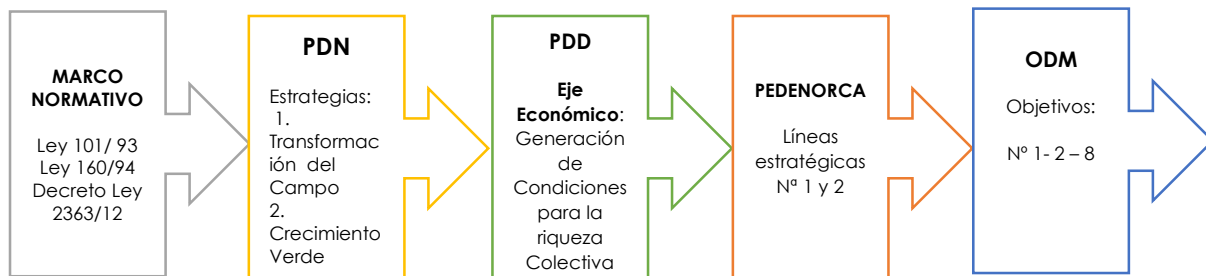 MARCO
NORMATIVO
Ley 101/ 93
Ley 160/94
Decreto Ley
2363/12
PDN
Estrategias:
1.
Transformac
ión del
Campo
2.
Crecimiento
Verde
PDD
Eje
Económico:
Generación
de
Condiciones
para la
riqueza
Colectiva
PEDENORCA
Líneas
estratégicas
Nª 1 y 2
ODM
Objetivos:
Nº 1- 2 – 8